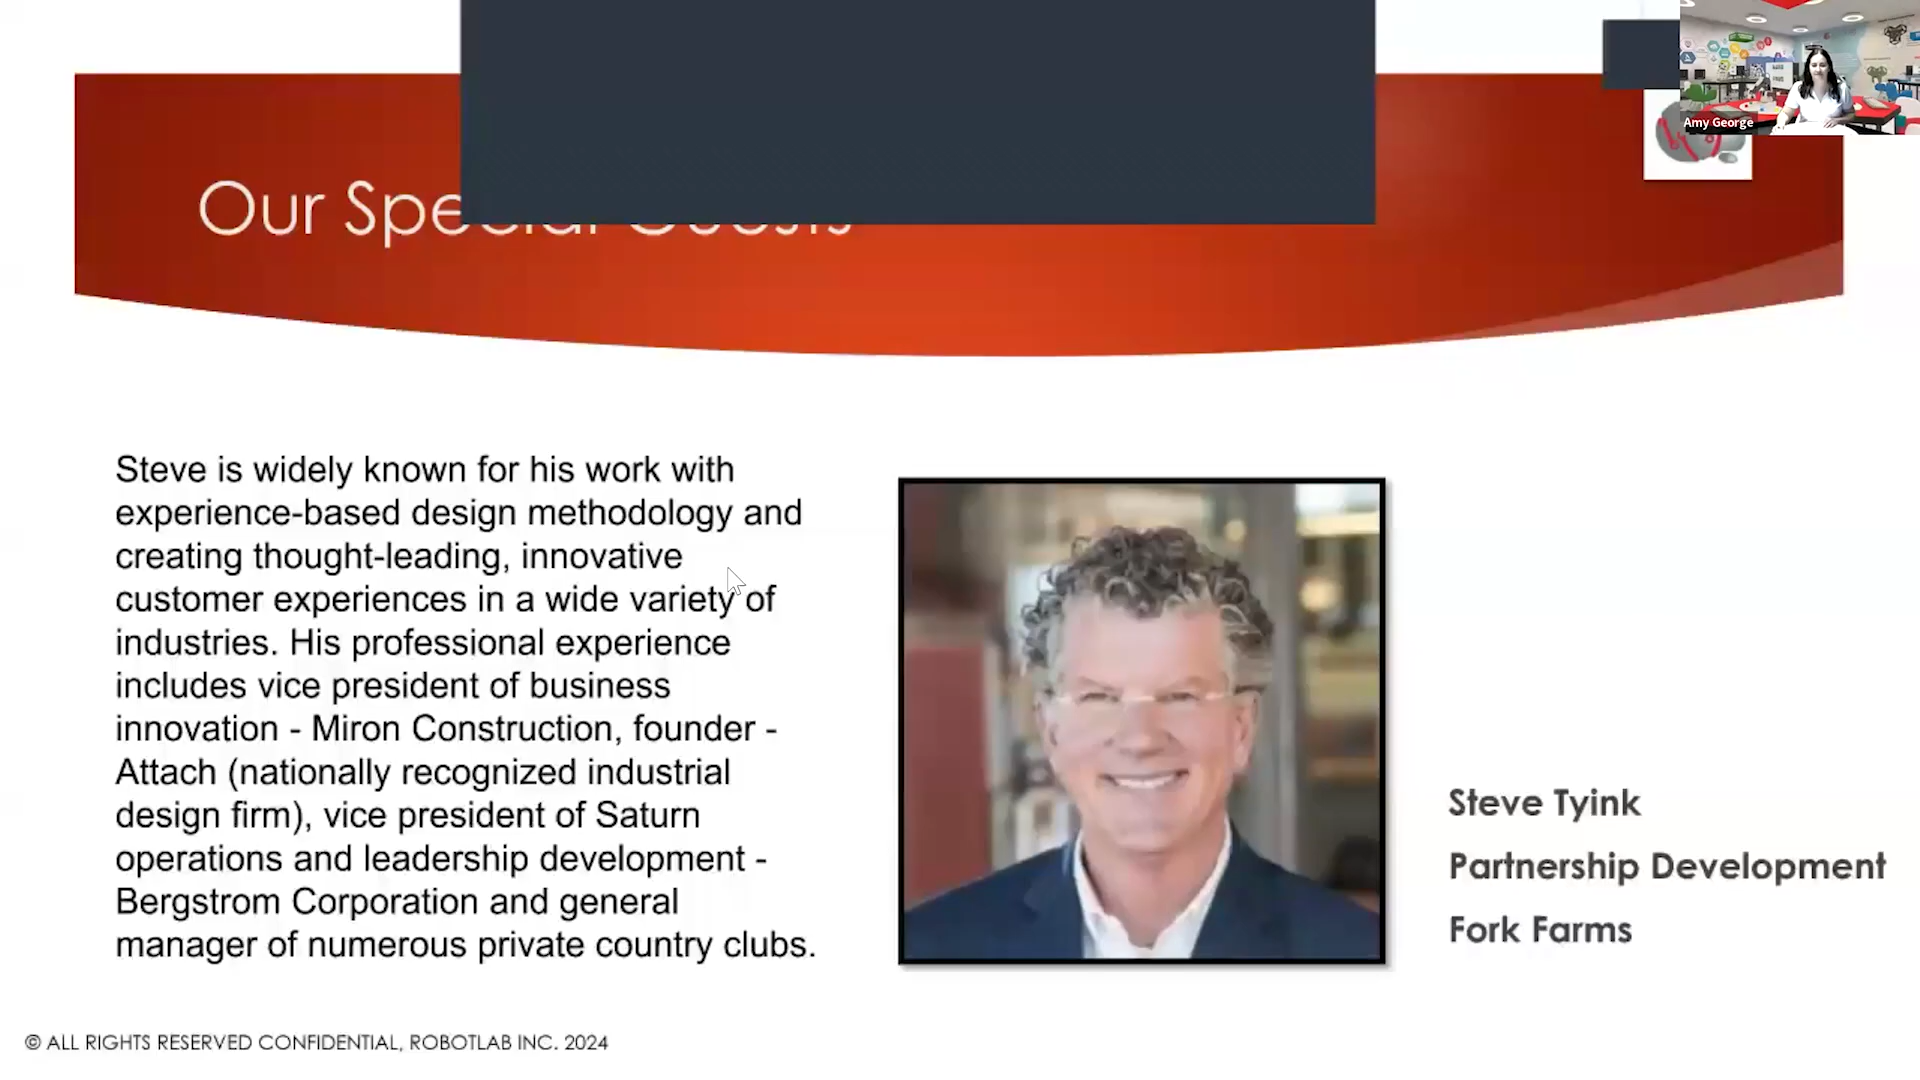 Amy George
Our Special Guests
Steve is widely known for his work with
experience-based design methodology and
creating thought-leading, innovative
customer experiences in a wide variety of
industries. His professional experience
includes vice president of business
innovation - Miron Construction, founder -
Attach (nationally recognized industrial
design firm), vice president of Saturn
operations and leadership development -
Bergstrom Corporation and general
manager of numerous private country clubs.
Steve Tyink
Partnership Development
Fork Farms
© ALL RIGHTS RESERVED CONFIDENTIAL, ROBOTLAB INC. 2024